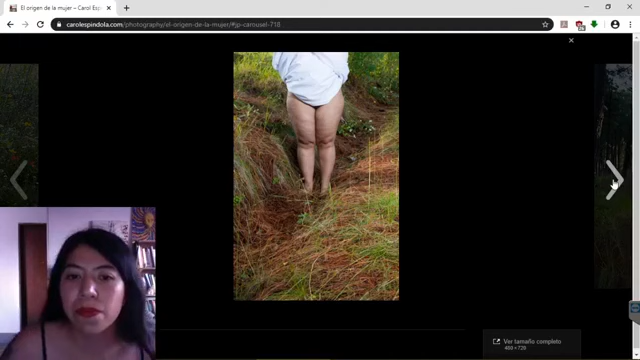 El origen de la mujer – Carol Es
carolespindola.com/photography/el-origen-de-la-mujer/#jp-carousel-718
Ver tamaño completo
480 × 720